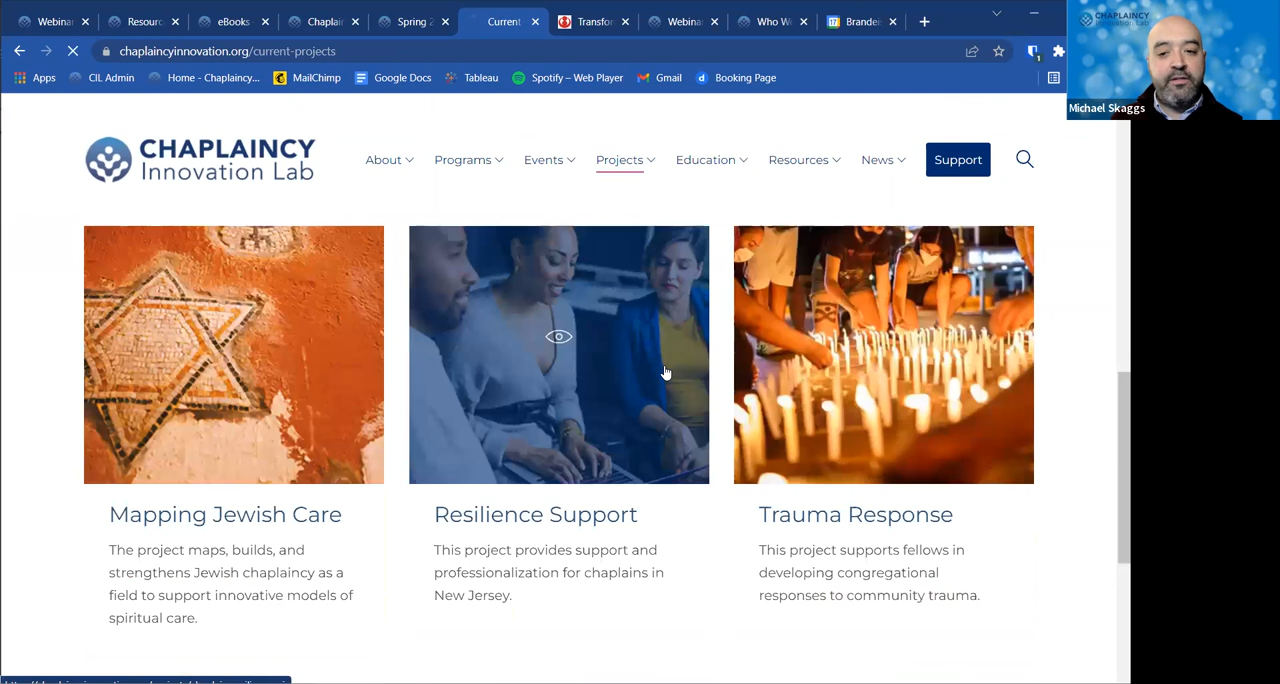 Webinar
Resourc
eBooks
Chaplain
Spring 2
Current
Transfor
Webinar
Who W
Brandei
CHAPLAINCY
chaplaincyinnovation.org/current-projects
1
Michael Skaggs
Apps
CIL Admin
Home - Chaplaincy...
MailChimp
Google Docs
Tableau
Spotify – Web Player
Gmail
Booking Page
CHAPLAINCY
Innovation Lab
About
Programs
Events
Projects
Education
Resources
News
Support
Mapping Jewish Care
The project maps, builds, and
strengthens Jewish chaplaincy as a
field to support innovative models of
spiritual care.
Resilience Support
This project provides support and
professionalization for chaplains in
New Jersey.
Trauma Response
This project supports fellows in
developing congregational
responses to community trauma.